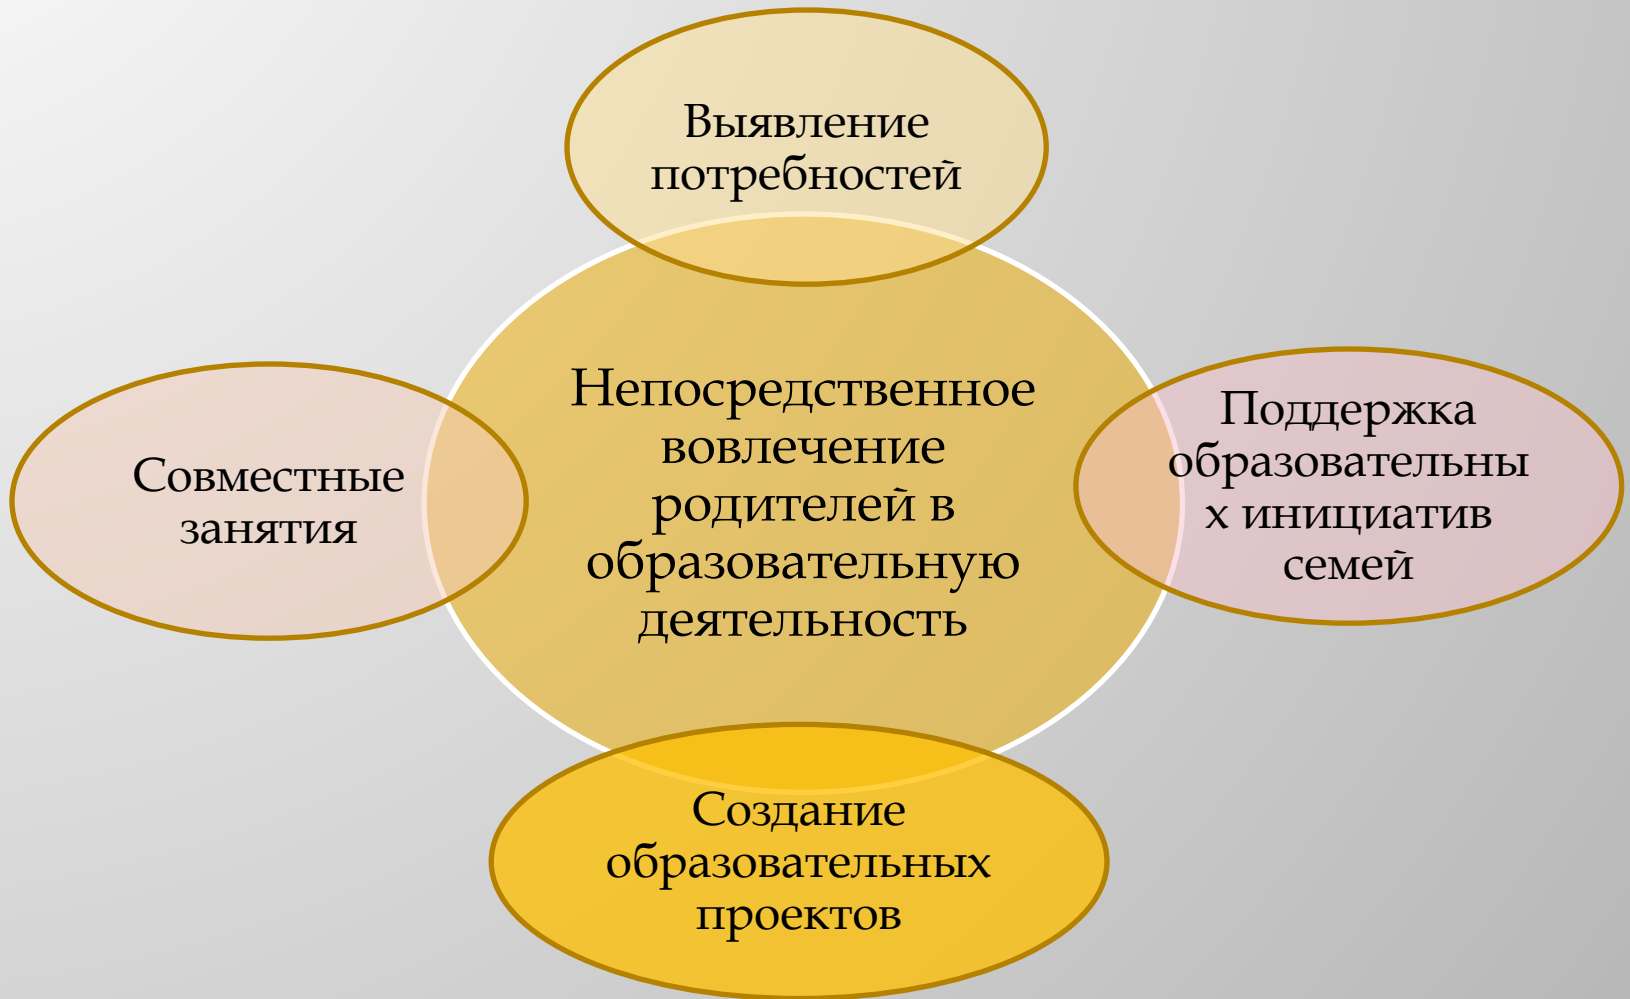 Выявление
потребностей
Непосредственное
вовлечение
родителей в
образовательную
деятельность
Поддержка
образовательны
х инициатив
семей
Совместные
занятия
Создание
образовательных
проектов